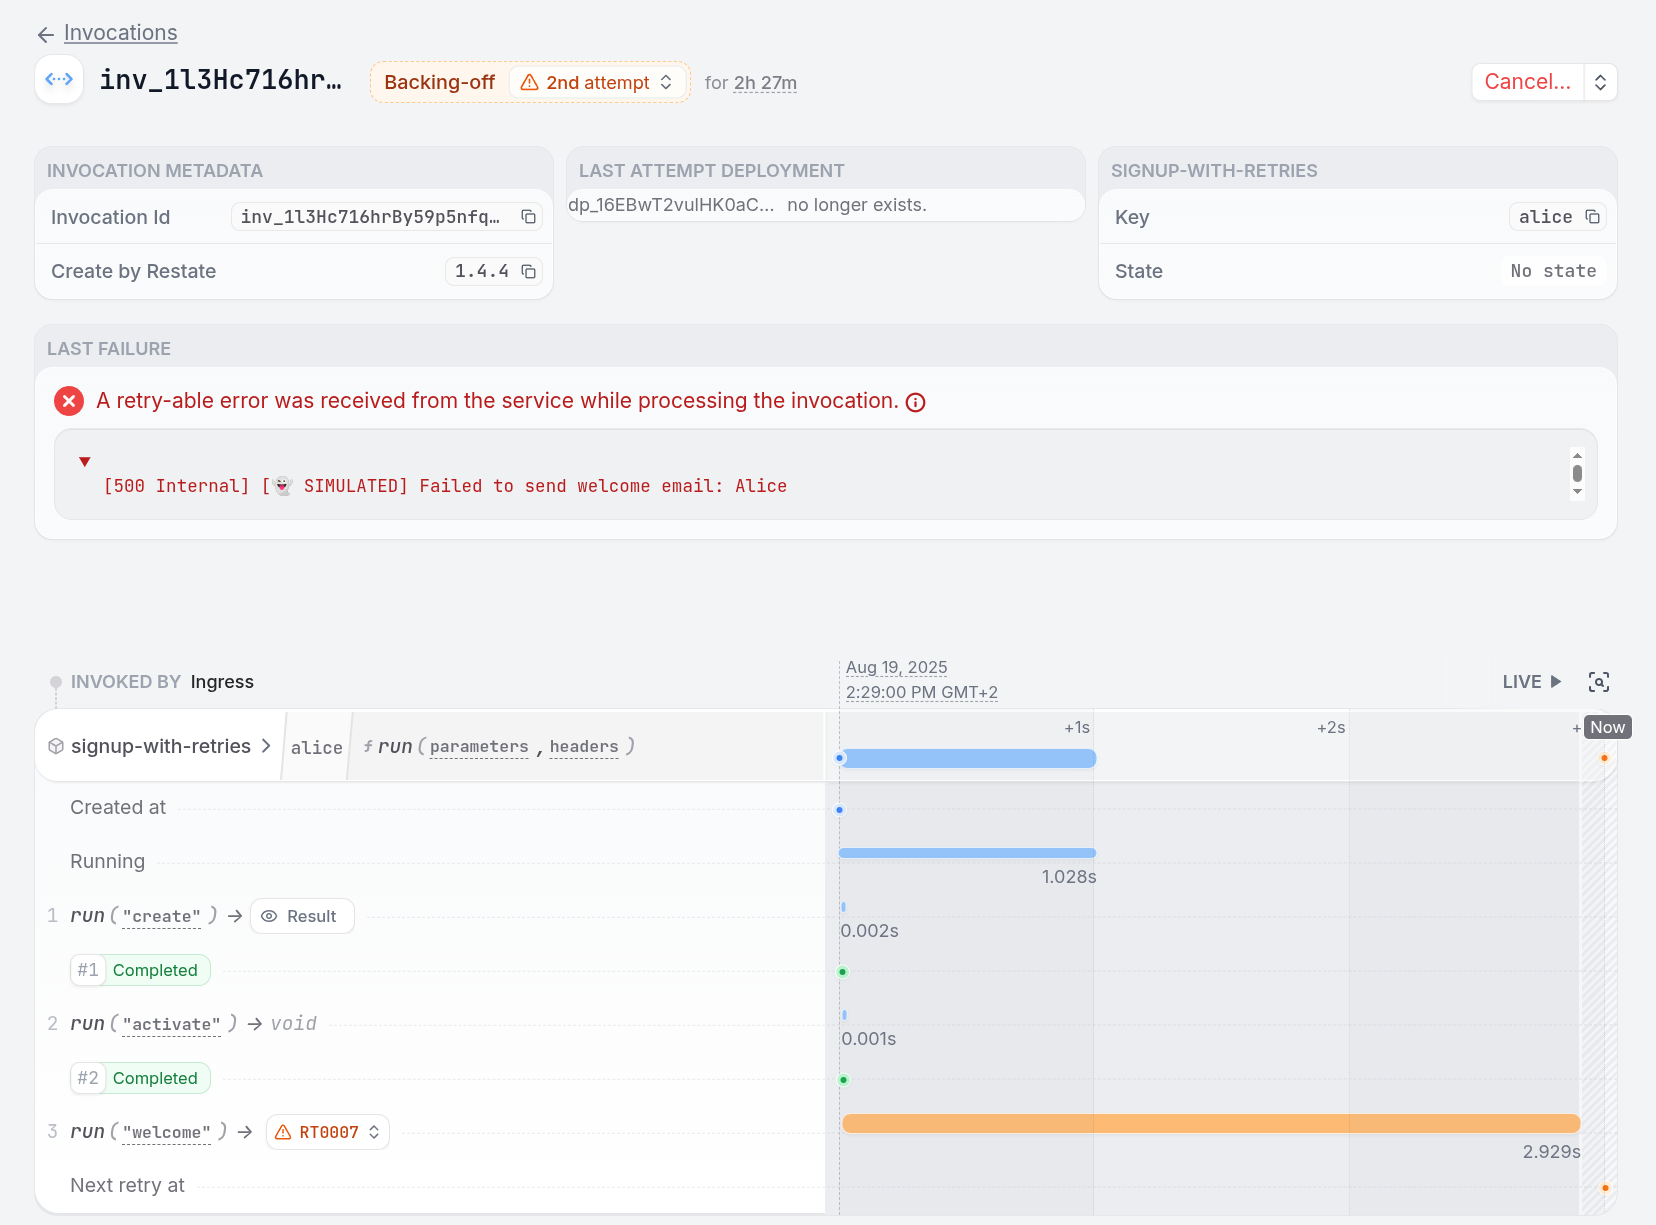 Invocations
inv_1l3Hc716hr…
Backing-off
2nd attempt
for 2h 27m
Cancel…
INVOCATION METADATA
Invocation Id
inv_1l3Hc716hrBy59p5nfq…
Create by Restate
1.4.4
LAST ATTEMPT DEPLOYMENT
dp_16EBwT2vulHK0aC… no longer exists.
SIGNUP-WITH-RETRIES
Key
alice
State
No state
LAST FAILURE
A retry-able error was received from the service while processing the invocation.
[500 Internal] [👻 SIMULATED] Failed to send welcome email: Alice
INVOKED BY Ingress
Aug 19, 2025
2:29:00 PM GMT+2
LIVE
signup-with-retries
alice
ƒ run(parameters,headers)
+1s
+2s
+
Now
Created at
Running
1.028s
1 run("create") → Result
0.002s
#1 Completed
2 run("activate") → void
0.001s
#2 Completed
3 run("welcome") → RT0007
2.929s
Next retry at